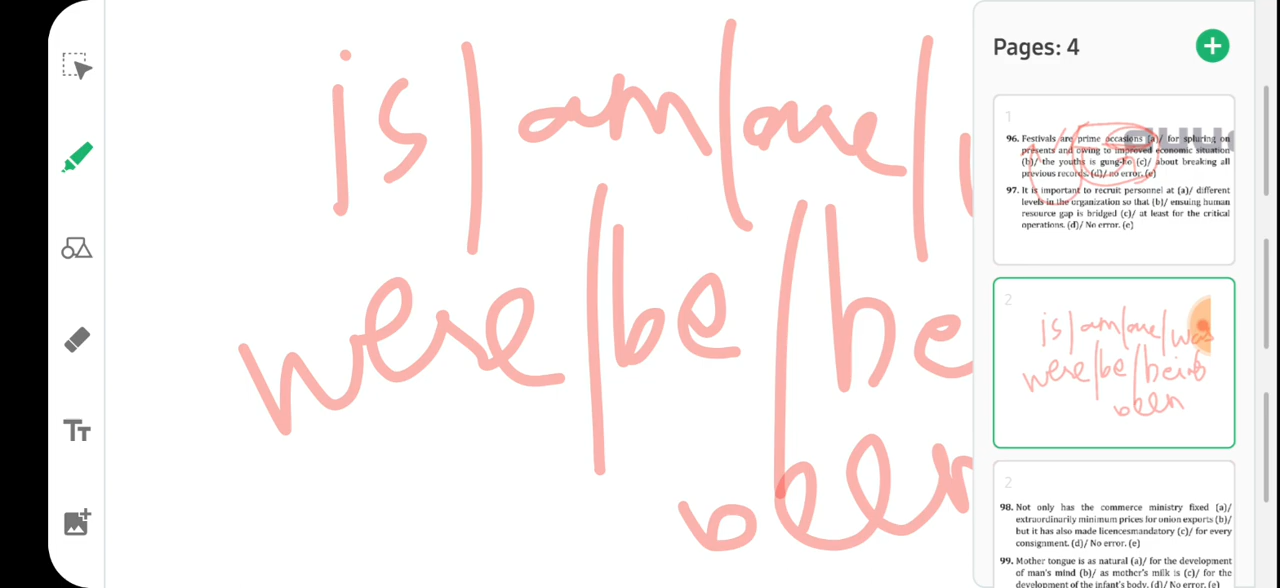 is/am/are/
were/be/be
been
Pages: 4
1
96. Festivals are prime occasions (a)/ for spluring on
presents and owing to improved economic situation
(b)/ the youths is gung-ho (c)/ about breaking all
previous records. (d)/ no error. (e)
97. It is important to recruit personnel at (a)/ different
levels in the organization so that (b)/ ensuing human
resource gap is bridged (c)/ at least for the critical
operations. (d)/ No error. (e)
2
is/am/are/was
were/be/being
been
2
98. Not only has the commerce ministry fixed (a)/
extraordinarily minimum prices for onion exports (b)/
but it has also made licencesmandatory (c)/ for every
consignment. (d)/ No error. (e)
99. Mother tongue is as natural (a)/ for the development
of man's mind (b)/ as mother's milk is (c)/ for the
development of the infant's body. (d)/ No error. (e)
Tт